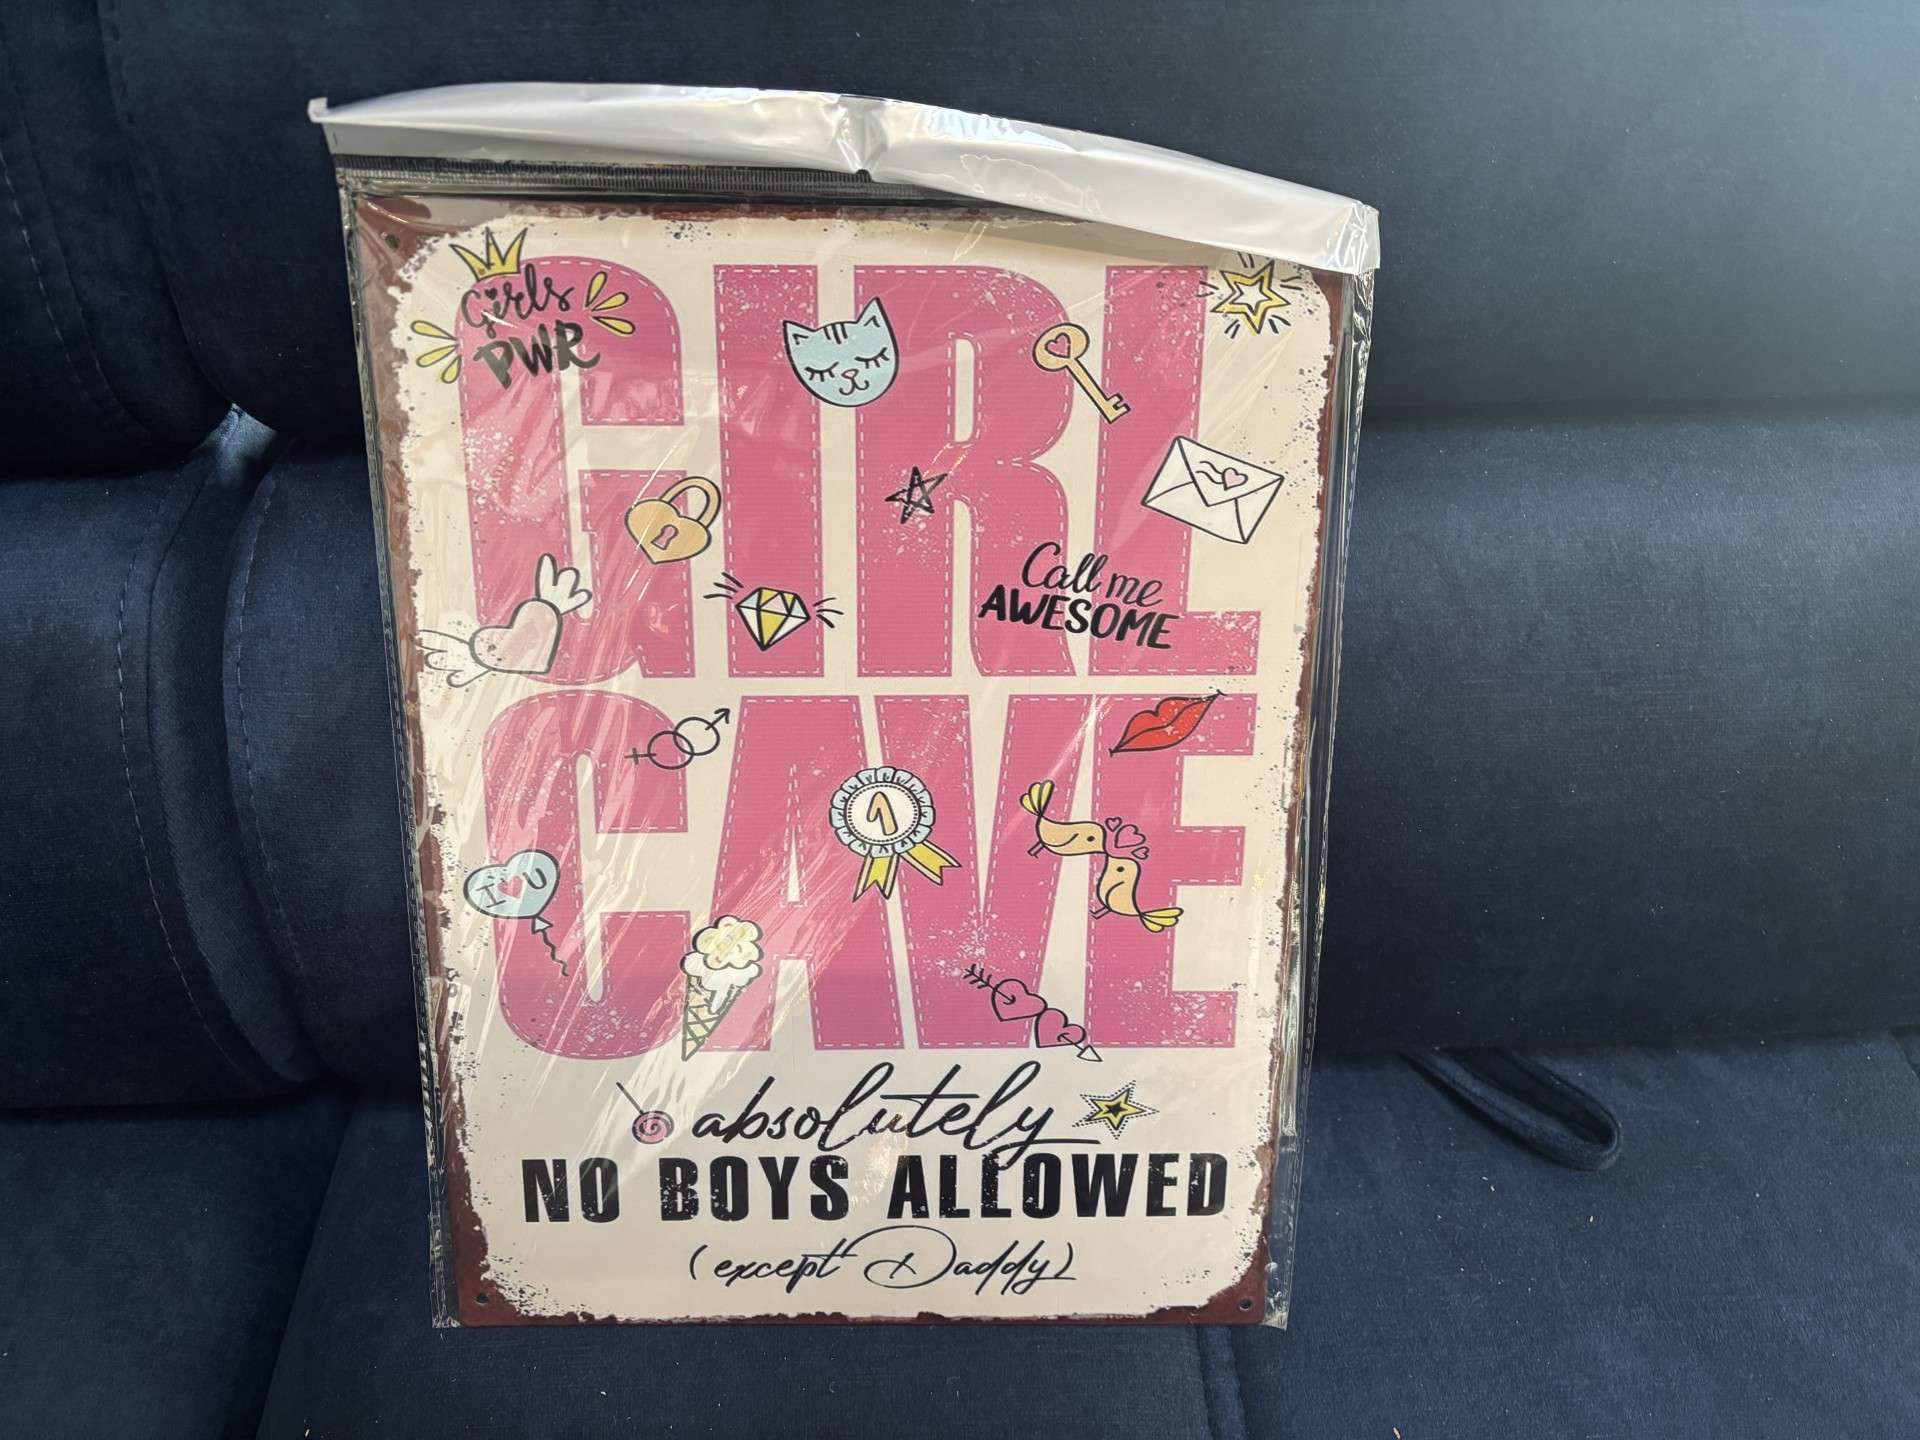 Girls
PWR
GIRL
Call me
AWESOME
CAVE
1
I U
absolutely
NO BOYS ALLOWED
(except Daddy)